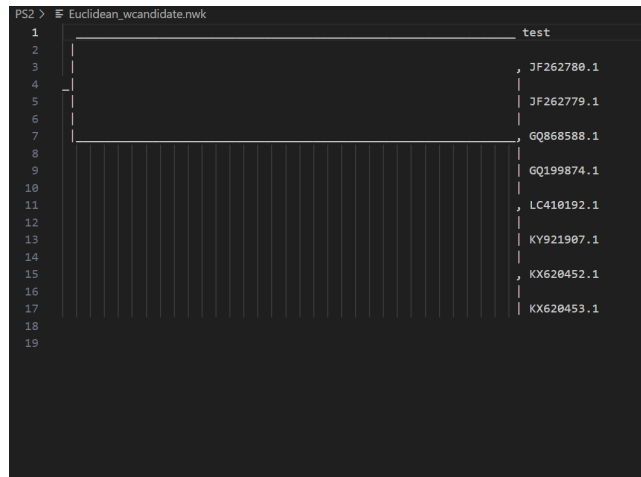 PS2 > Euclidean_wcandidate.nwk
1 ________________________________________________________________ test
2 |
3 | , JF262780.1
4 _| |
5 | | JF262779.1
6 | |
7 |________________________________________________________________, GQ868588.1
8 |
9 | GQ199874.1
10 |
11 , LC410192.1
12 |
13 | KY921907.1
14 |
15 , KX620452.1
16 |
17 | KX620453.1
18
19